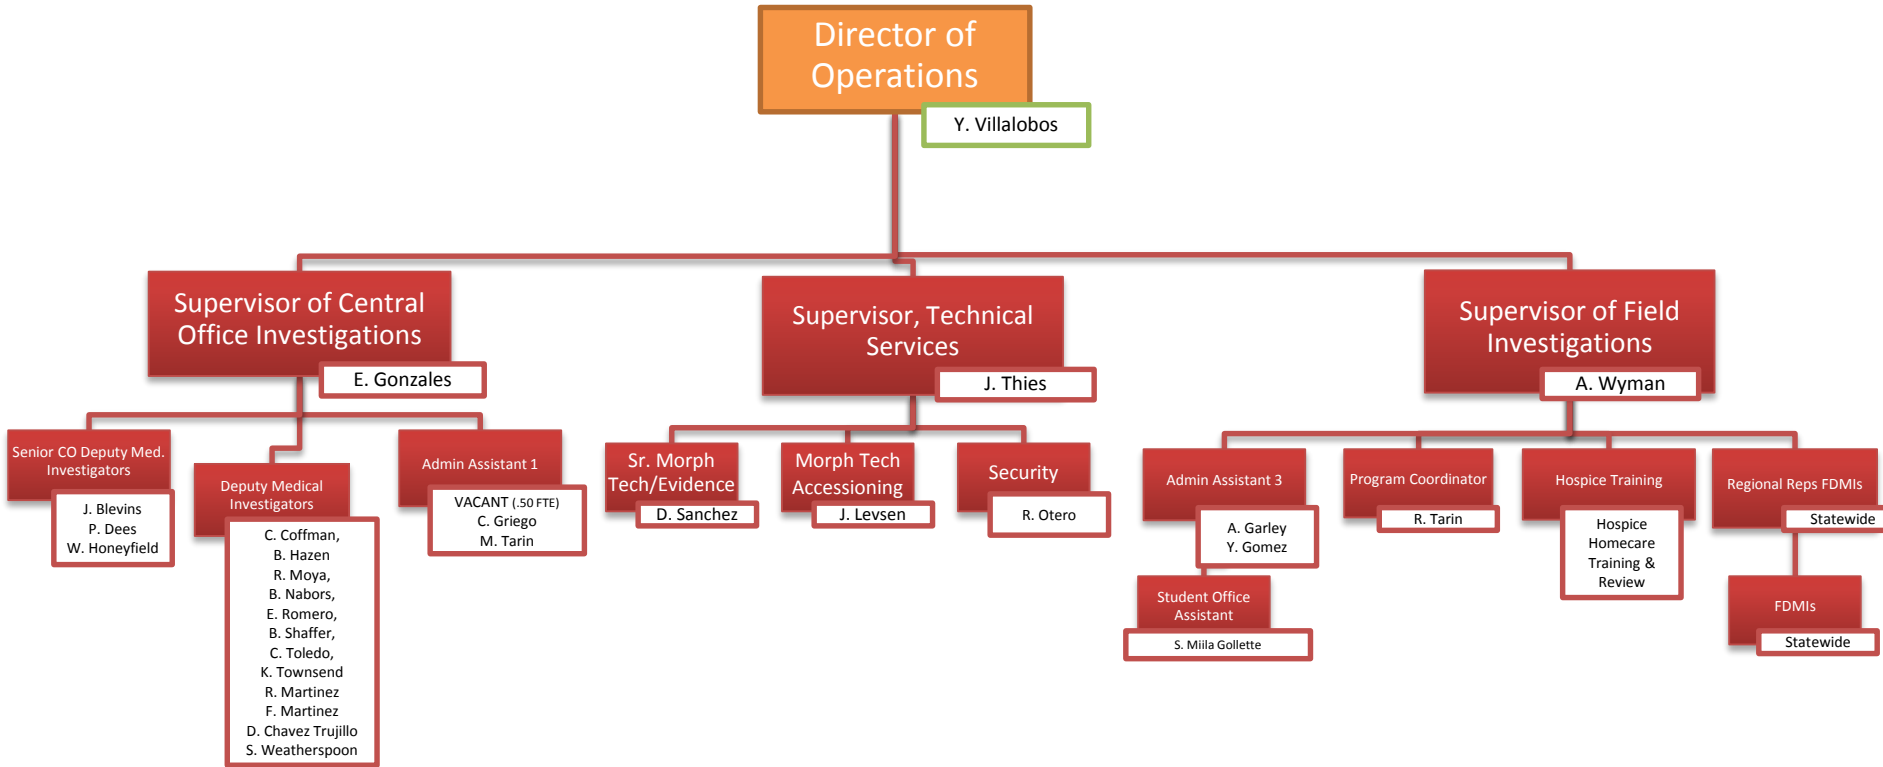 Director of
Operations
Y. Villalobos
Supervisor of Central
Office Investigations
E. Gonzales
Supervisor, Technical
Services
J. Thies
Supervisor of Field
Investigations
A. Wyman
Senior CO Deputy Med.
Investigators
J. Blevins
P. Dees
W. Honeyfield
Deputy Medical
Investigators
C. Coffman,
B. Hazen
R. Moya,
B. Nabors,
E. Romero,
B. Shaffer,
C. Toledo,
K. Townsend
R. Martinez
F. Martinez
D. Chavez Trujillo
S. Weatherspoon
Admin Assistant 1
VACANT (.50 FTE)
C. Griego
M. Tarin
Sr. Morph
Tech/Evidence
D. Sanchez
Morph Tech
Accessioning
J. Levsen
Security
R. Otero
Admin Assistant 3
A. Garley
Y. Gomez
Student Office
Assistant
S. Miila Gollette
Program Coordinator
R. Tarin
Hospice Training
Hospice
Homecare
Training &
Review
Regional Reps FDMIs
Statewide
FDMIs
Statewide